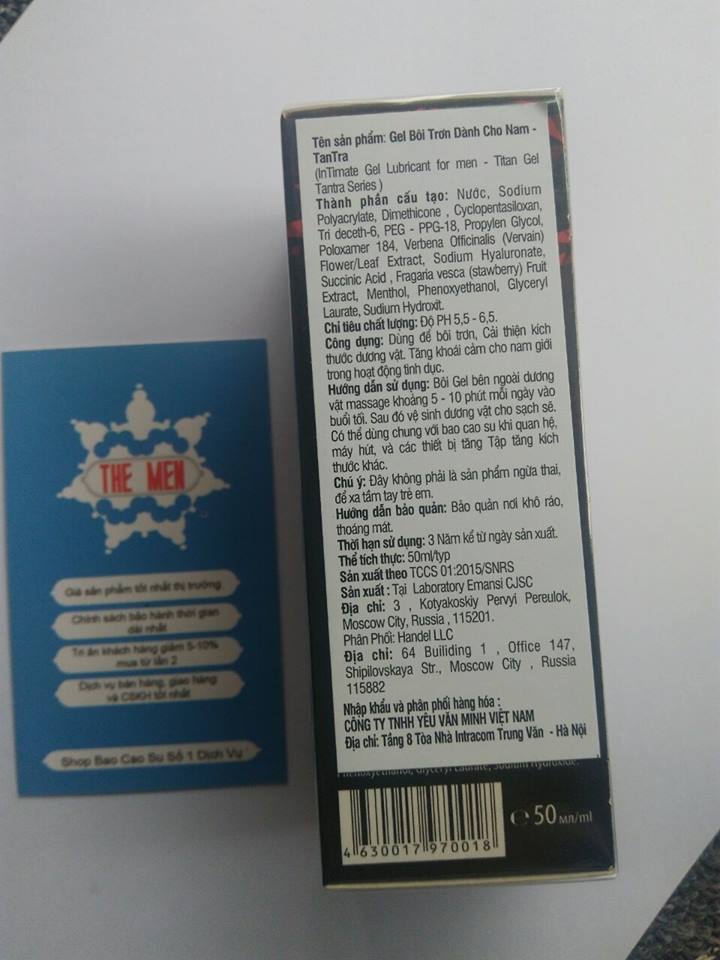 Tên sản phẩm: Gel Bôi Trơn Dành Cho Nam -
TanTra
(InTimate Gel Lubricant for men - Titan Gel
Tantra Series )
Thành phần cấu tạo: Nước, Sodium
Polyacrylate, Dimethicone , Cyclopentasiloxan,
Tri deceth-6, PEG - PPG-18, Propylen Glycol,
Poloxamer 184, Verbena Officinalis (Vervain)
Flower/Leaf Extract, Sodium Hyaluronate,
Succinic Acid , Fragaria vesca (stawberry) Fruit
Extract, Menthol, Phenoxyethanol, Glyceryl
Laurate, Sudium Hydroxit.
Chỉ tiêu chất lượng: Độ PH 5,5 - 6,5.
Công dụng: Dùng để bôi trơn, Cải thiện kích
thước dương vật. Tăng khoái cảm cho nam giới
trong hoạt động tình dục.
Hướng dẫn sử dụng: Bôi Gel bên ngoài dương
vật massage khoảng 5 - 10 phút mỗi ngày vào
buổi tối. Sau đó vệ sinh dương vật cho sạch sẽ.
Có thể dùng chung với bao cao su khi quan hệ,
máy hút, và các thiết bị tăng Tập tăng kích
thước khác.
Chú ý: Đây không phải là sản phẩm ngừa thai,
để xa tầm tay trẻ em.
Hướng dẫn bảo quản: Bảo quản nơi khô ráo,
thoáng mát.
Thời hạn sử dụng: 3 Năm kể từ ngày sản xuất.
Thể tích thực: 50ml/typ
Sản xuất theo TCCS 01:2015/SNRS
Sản xuất : Tại Laboratory Emansi CJSC
Địa chỉ: 3 , Kotyakoskiy Pervyi Pereulok,
Moscow City, Russia , 115201.
Phân Phối: Handel LLC
Địa chỉ: 64 Builiding 1 , Office 147,
Shipilovskaya Str., Moscow City , Russia
115882
Nhập khẩu và phân phối hàng hóa :
CÔNG TY TNHH YÊU VĂN MINH VIỆT NAM
Địa chỉ: Tầng 8 Tòa Nhà Intracom Trung Văn - Hà Nội
Phenoxyethanol, Glyceryl Laurate, Sodium Hydroxide.
4 630017 970018
℮ 50 мл/ml
THE MEN
Giá sản phẩm tốt nhất thị trường
Chính sách bảo hành thời gian
dài nhất
Tri ân khách hàng giảm 5-10%
mua từ lần 2
Dịch vụ bán hàng, giao hàng
và CSKH tốt nhất
Shop Bao Cao Su Số 1 Dịch Vụ